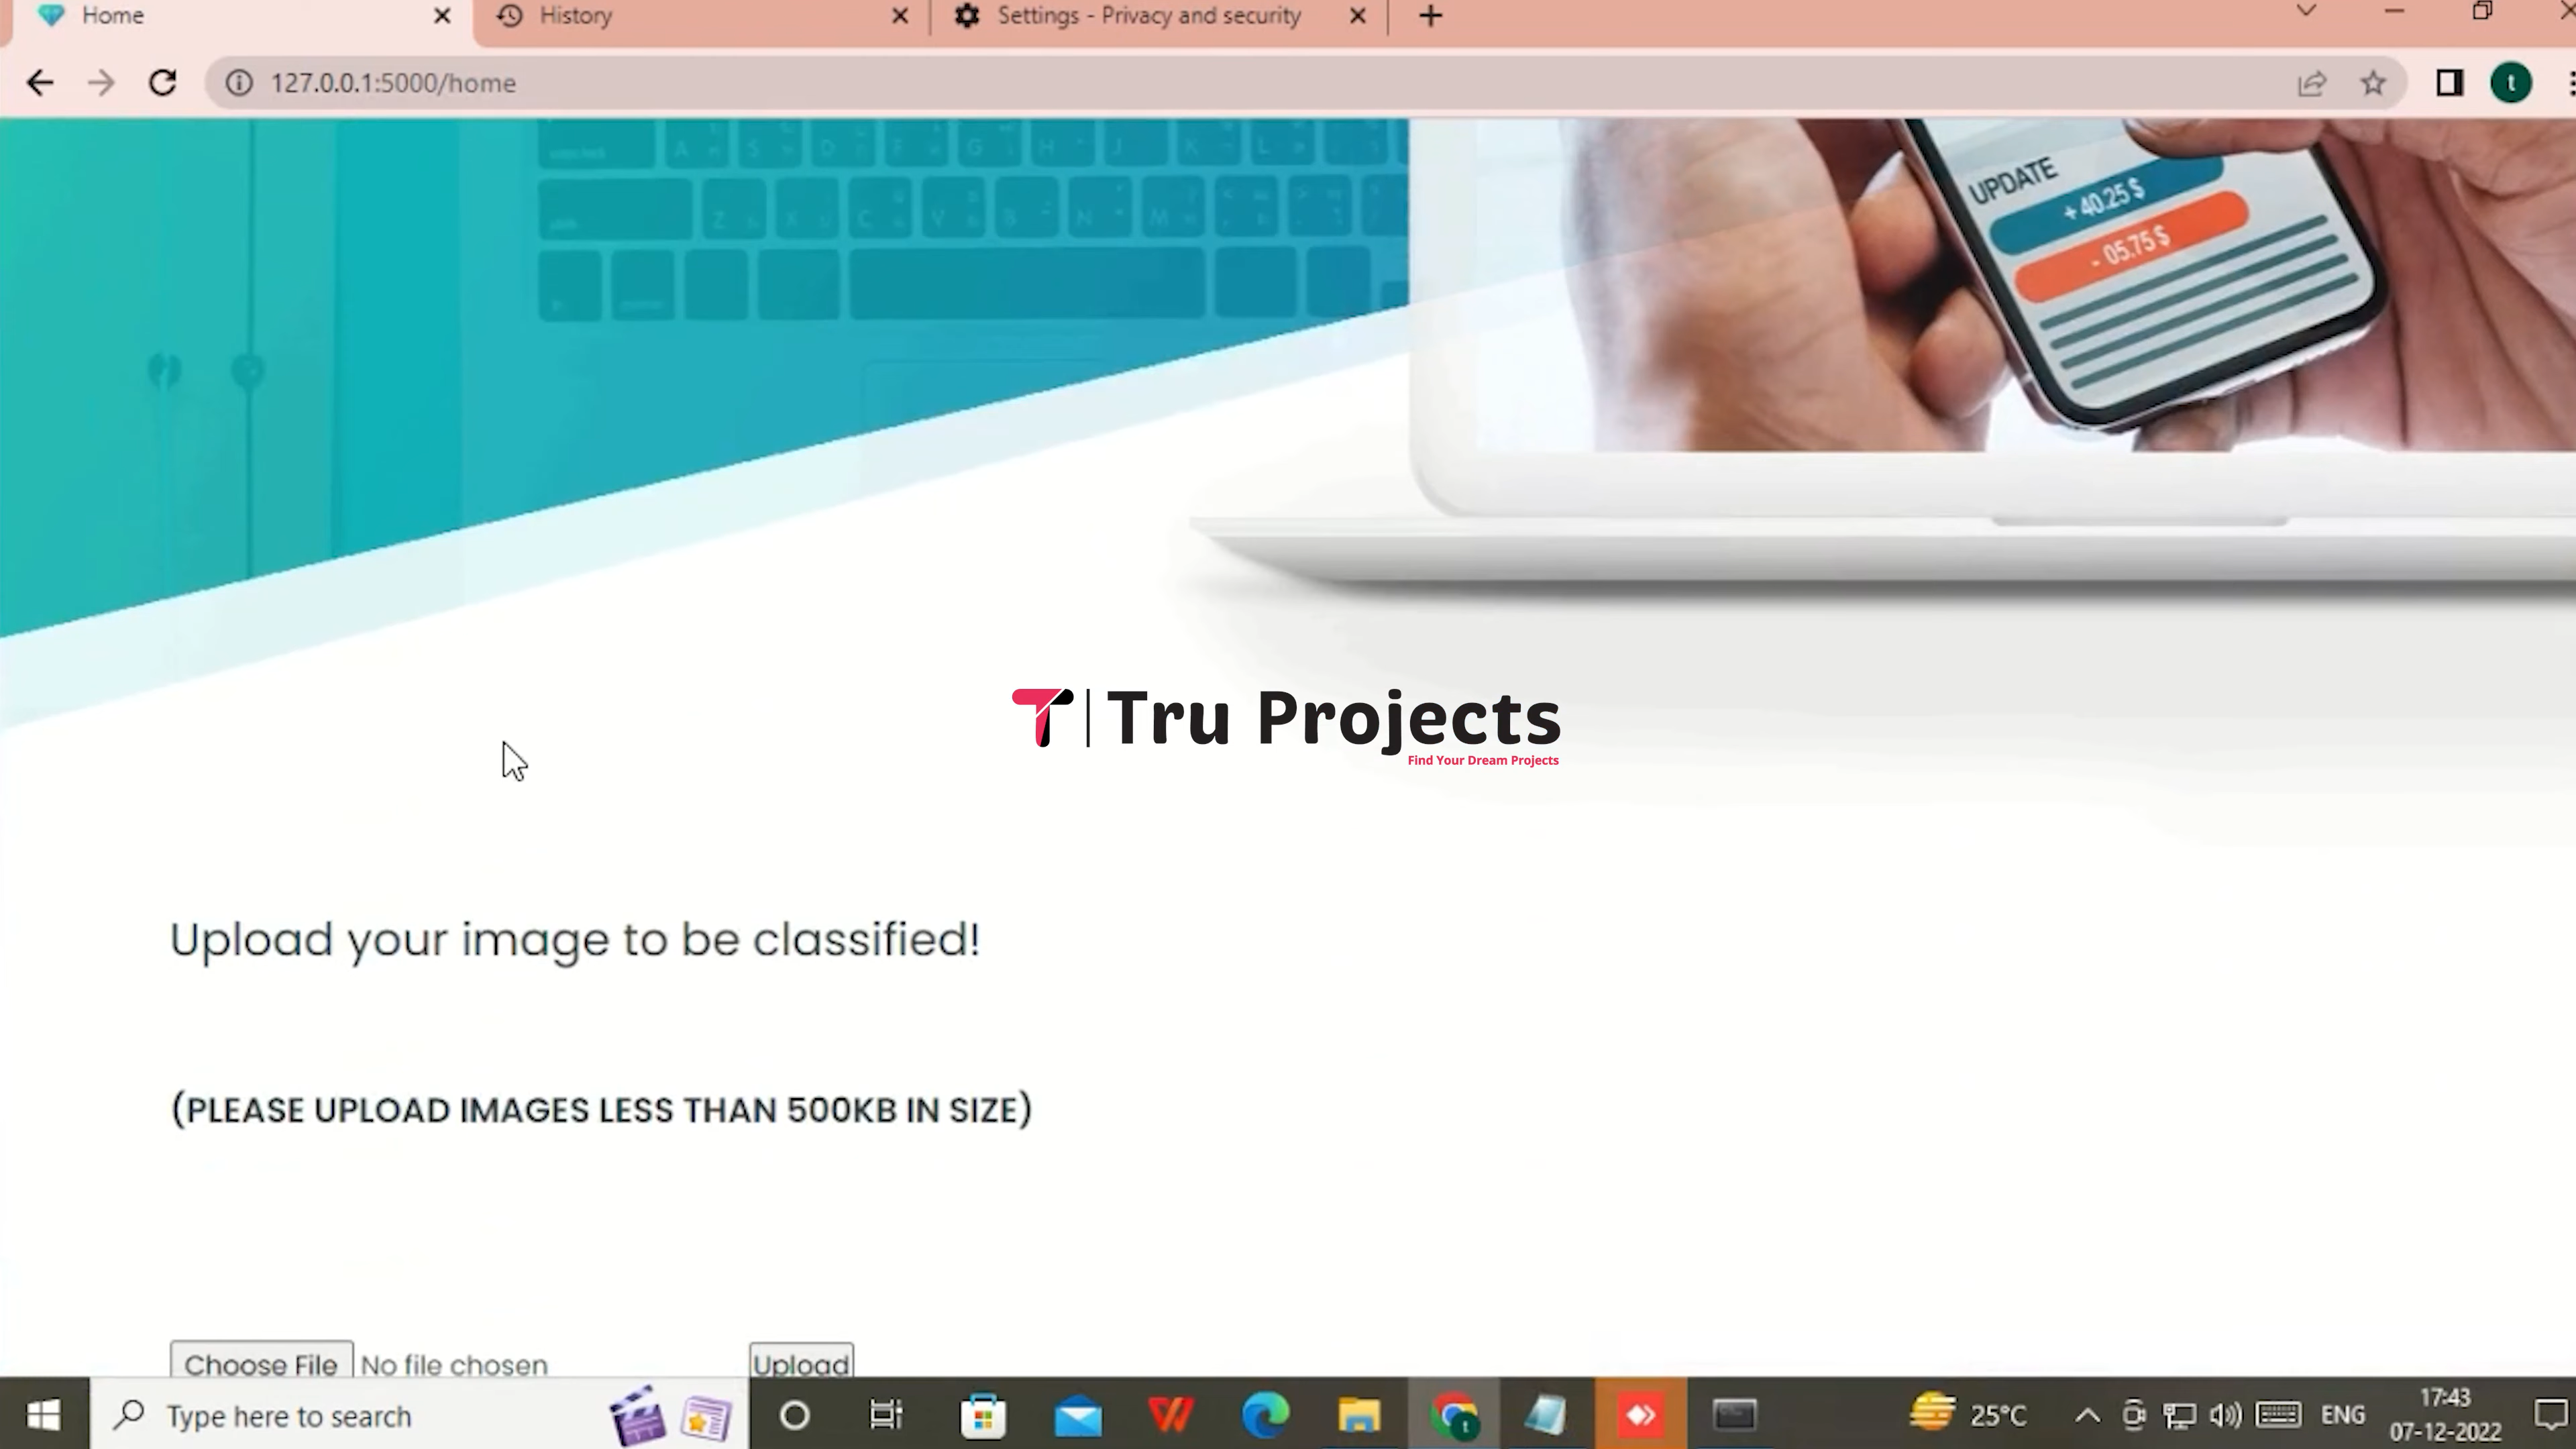 Home
History
Settings - Privacy and security
127.0.0.1:5000/home
t
A S D F G H J K L
Z X C V B N M
UPDATE
+ 40.25 $
- 05.75 $
T | Tru Projects
Find Your Dream Projects
Upload your image to be classified!
(PLEASE UPLOAD IMAGES LESS THAN 500KB IN SIZE)
Choose File No file chosen Upload
Type here to search
25°C
ENG
17:43
07-12-2022